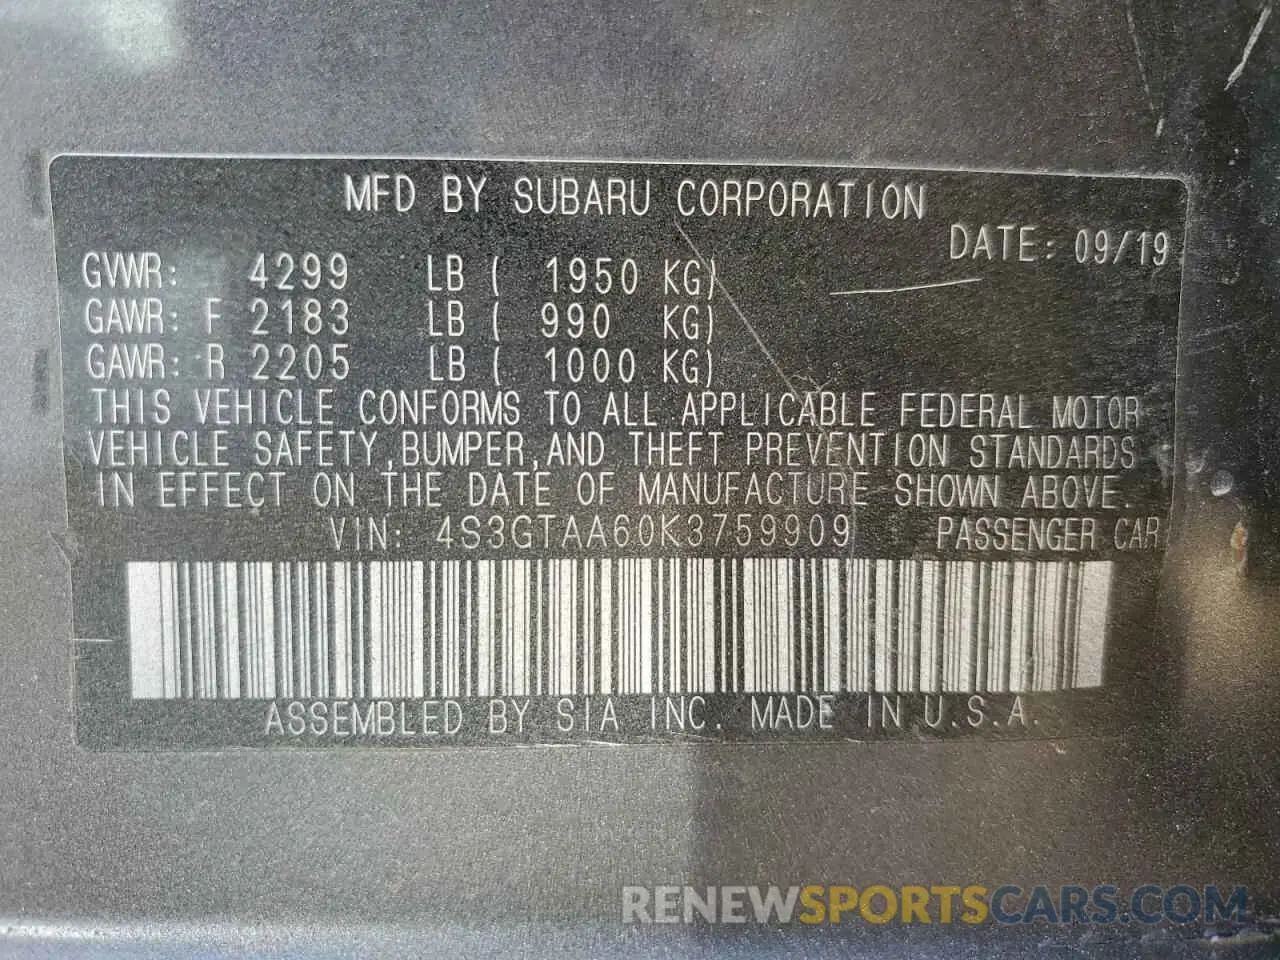 MFD BY SUBARU CORPORATION
DATE: 09/19
GVWR: 4299 LB ( 1950 KG)
GAWR: F 2183 LB ( 990 KG)
GAWR: R 2205 LB ( 1000 KG)
THIS VEHICLE CONFORMS TO ALL APPLICABLE FEDERAL MOTOR
VEHICLE SAFETY,BUMPER,AND THEFT PREVENTION STANDARDS
IN EFFECT ON THE DATE OF MANUFACTURE SHOWN ABOVE.
VIN: 4S3GTAA60K3759909 PASSENGER CAR
ASSEMBLED BY SIA INC. MADE IN U.S.A.
RENEWSPORTSCARS.COM